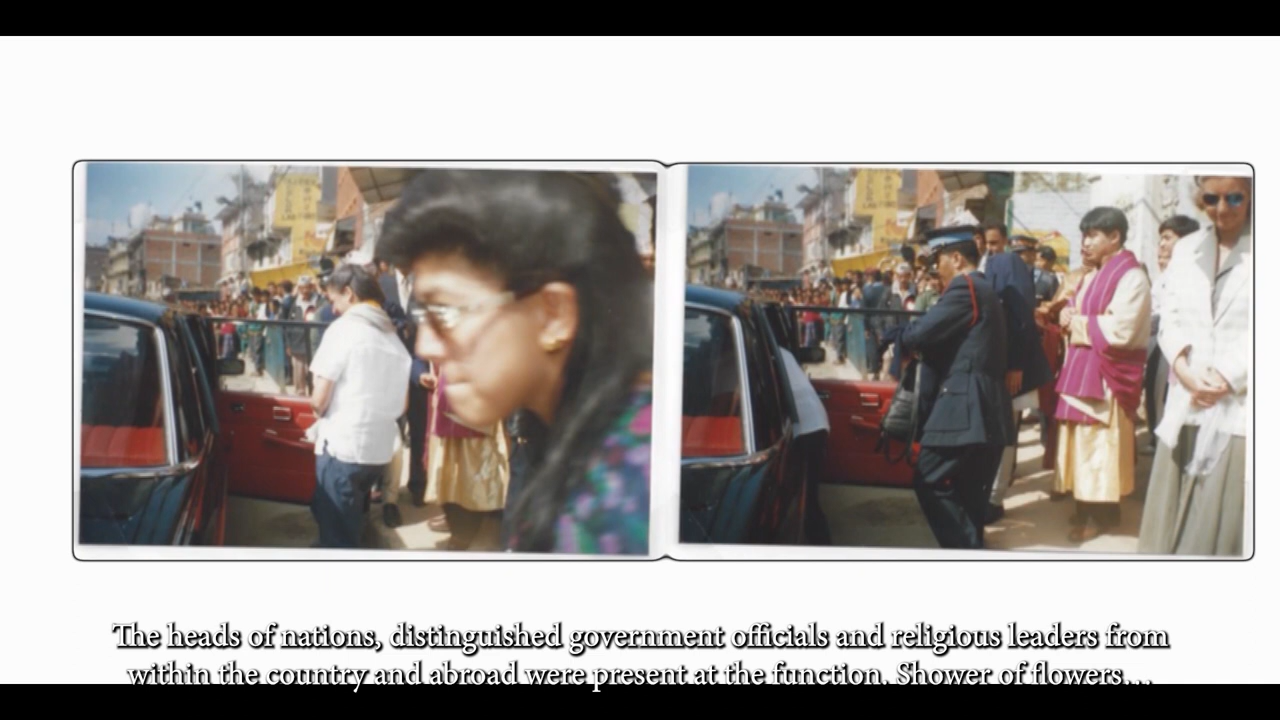 The heads of nations, distinguished government officials and religious leaders from
within the country and abroad were present at the function. Shower of flowers…